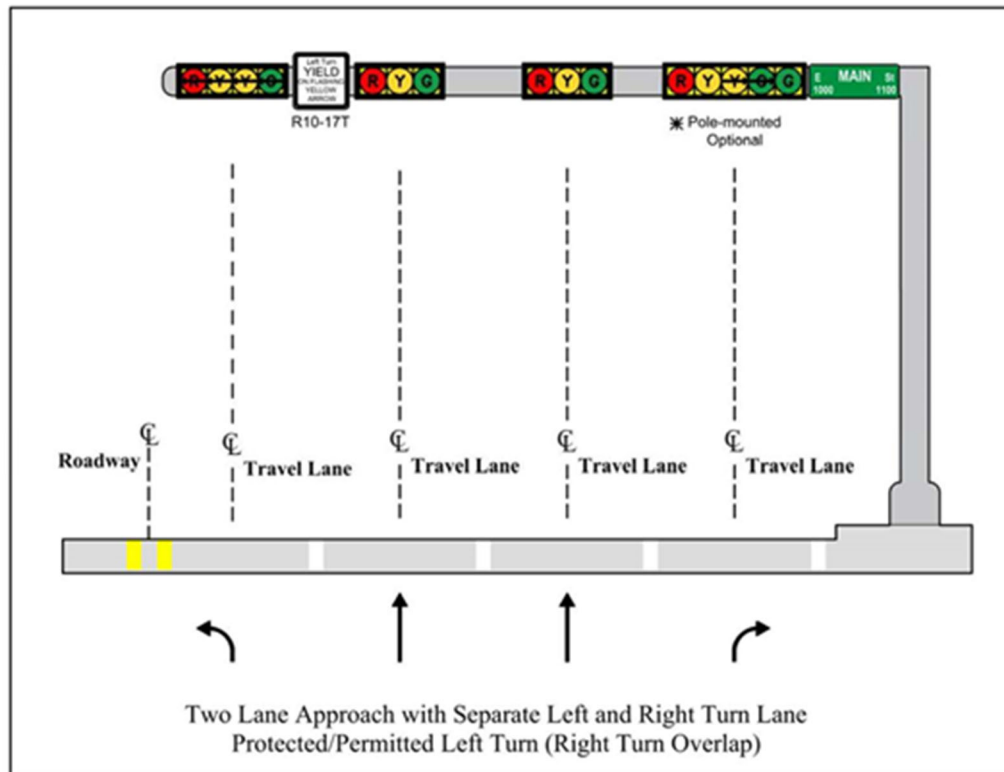 R Y Y G
Left Turn
YIELD
ON FLASHING
YELLOW
ARROW
R Y G
R Y G
R Y Y G G
E MAIN St
1000 1100
R10-17T
Pole-mounted
Optional
Roadway
Travel Lane
Travel Lane
Travel Lane
Travel Lane
Two Lane Approach with Separate Left and Right Turn Lane
Protected/Permitted Left Turn (Right Turn Overlap)